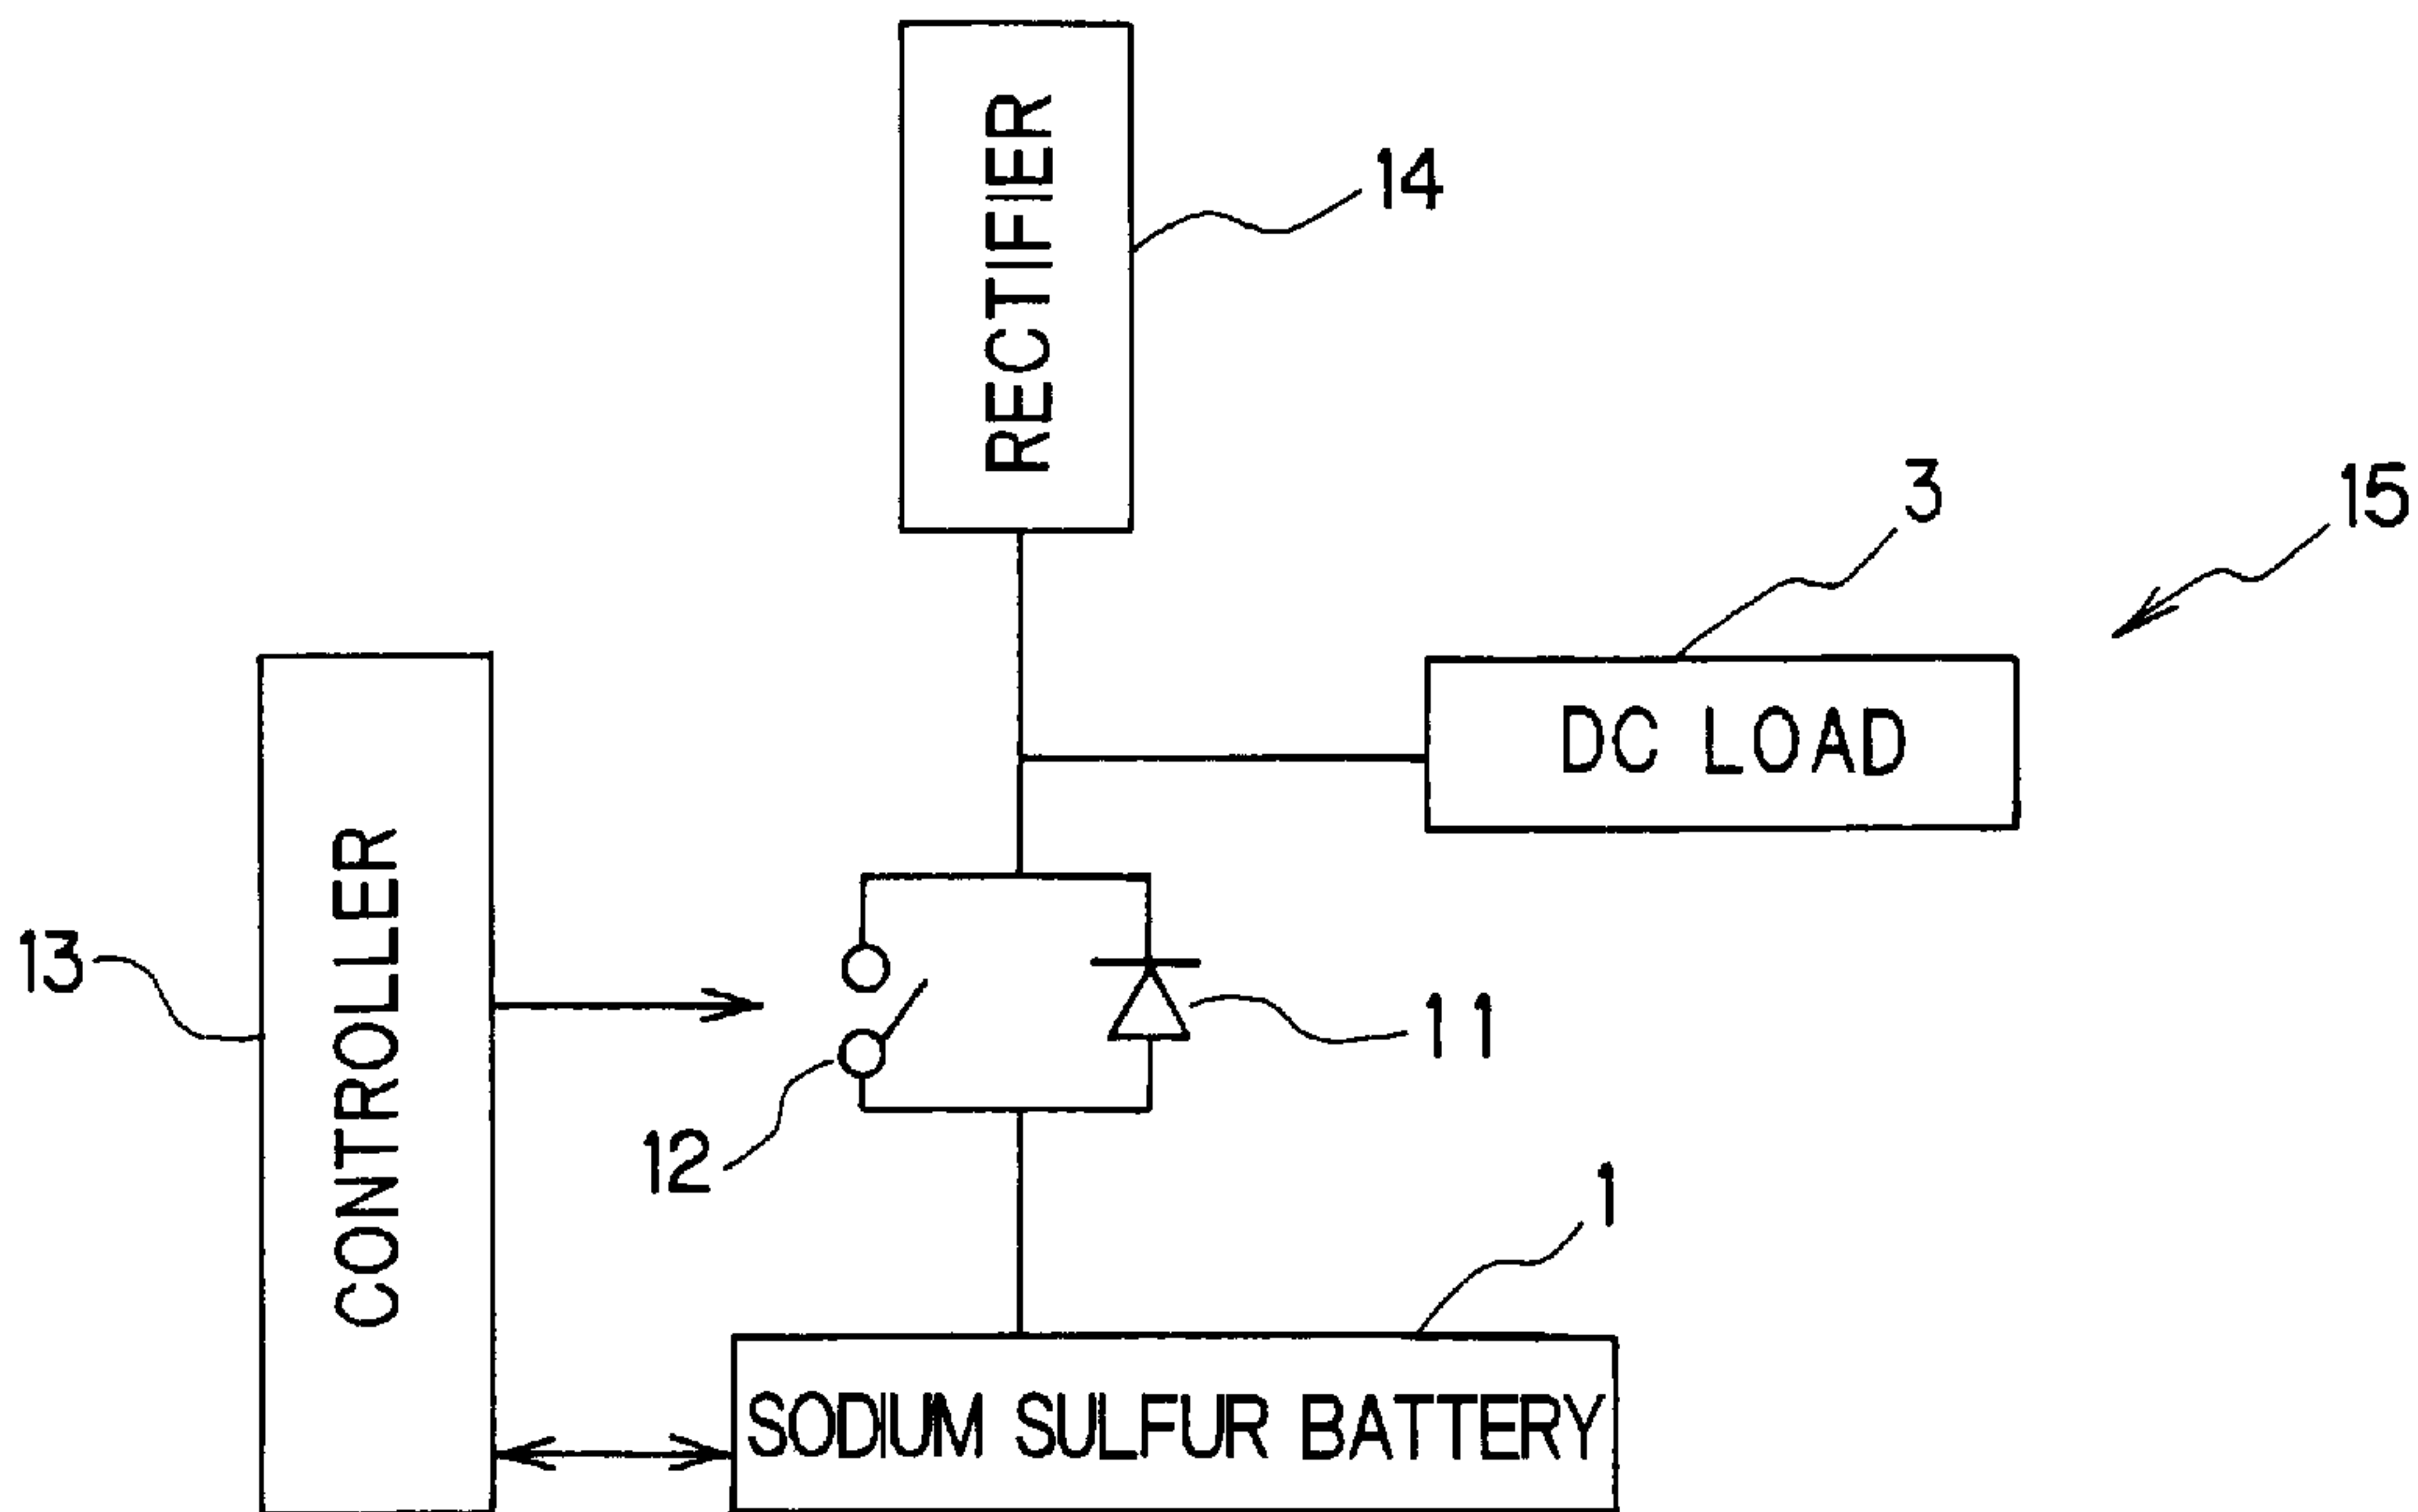 RECTIFIER
14
3
15
DC LOAD
CONTROLLER
13
11
12
1
SODIUM SULFUR BATTERY